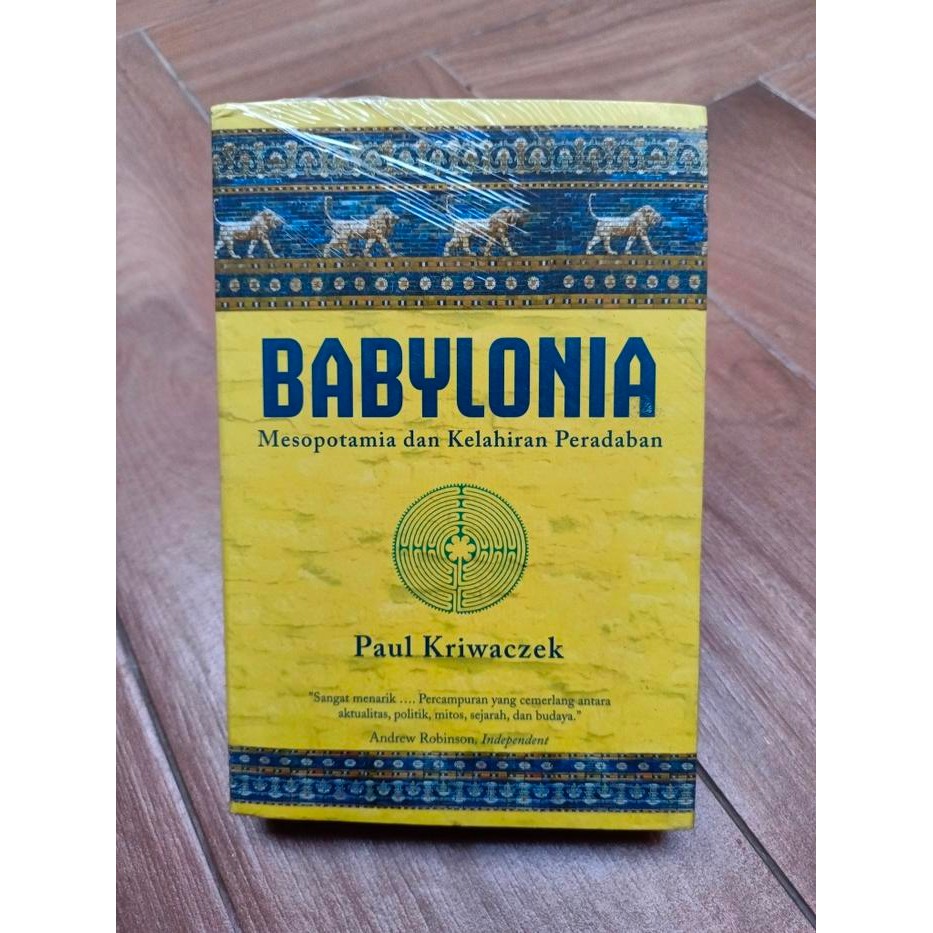 BABYLONIA
Mesopotamia dan Kelahiran Peradaban
Paul Kriwaczek
"Sangat menarik .... Percampuran yang cemerlang antara
aktualitas, politik, mitos, sejarah, dan budaya."
Andrew Robinson, Independent